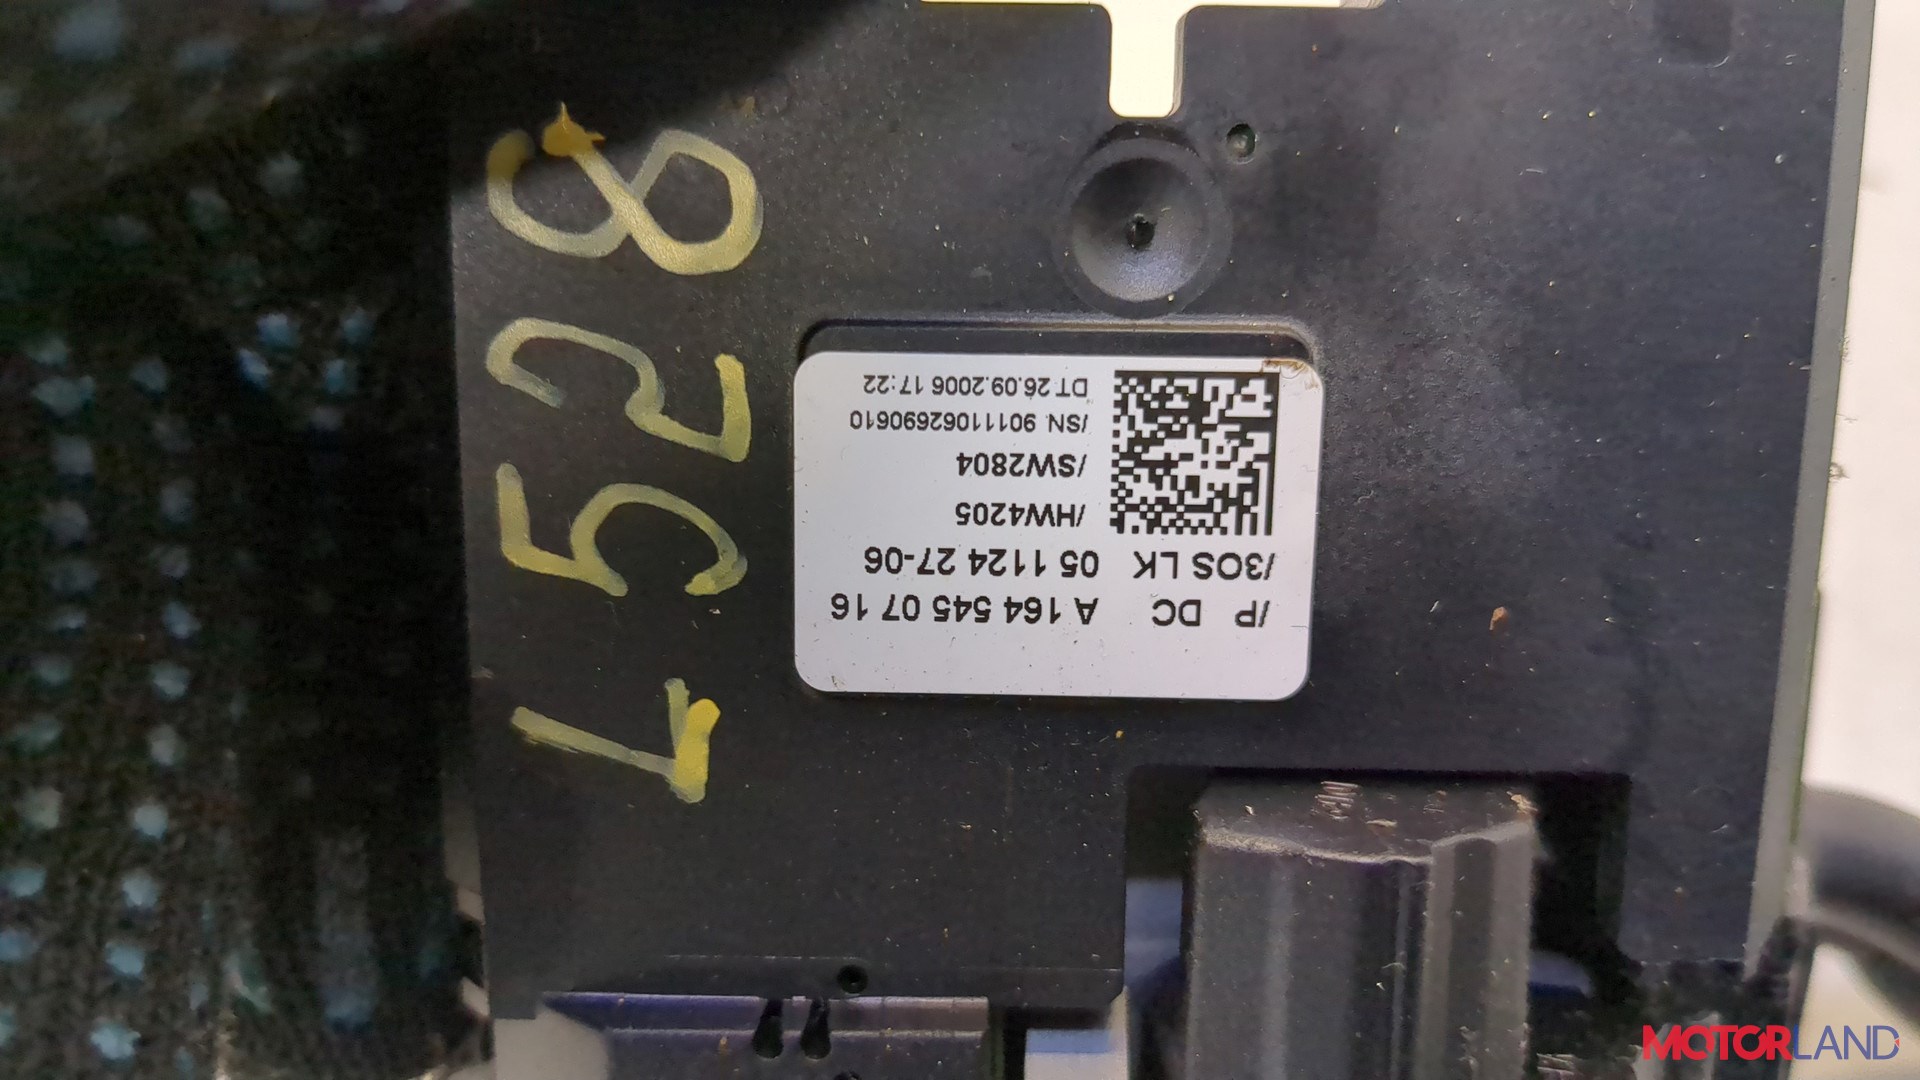 L528
/P DC A 164 545 07 16
/3OS LK 05 1124 27-06
/HW4205
/SW2804
/SN. 90111062690610
DT 26.09.2006 17:22
MOTORLAND